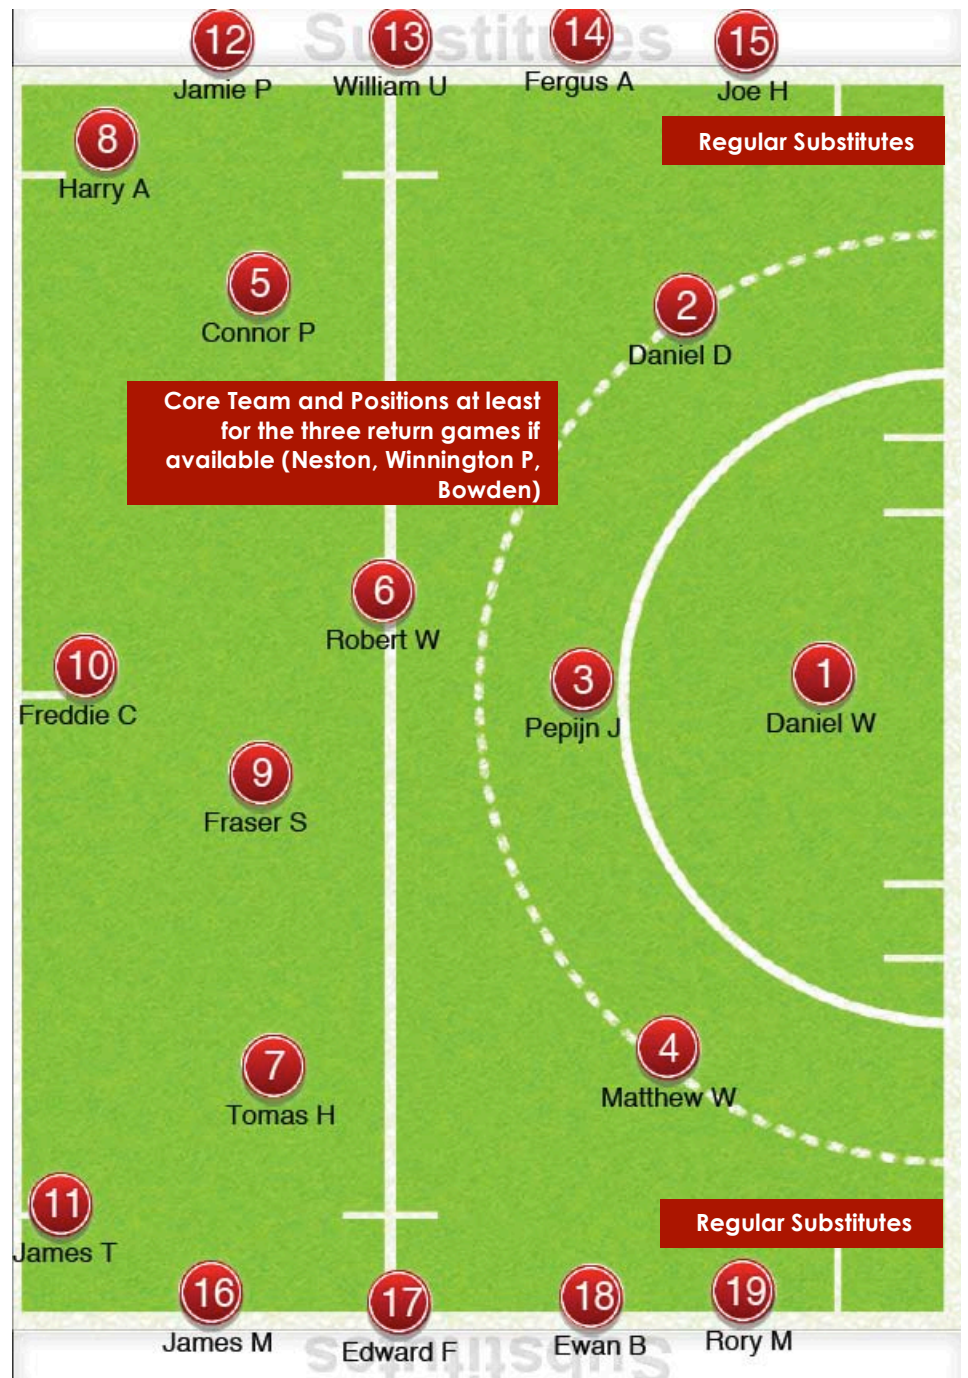 Substitutes
12
13
14
15
Jamie P
William U
Fergus A
Joe H
Regular Substitutes
8
Harry A
5
Connor P
2
Daniel D
Core Team and Positions at least
for the three return games if
available (Neston, Winnington P,
Bowden)
6
Robert W
10
Freddie C
3
Pepijn J
1
Daniel W
9
Fraser S
4
Matthew W
7
Tomas H
11
James T
Regular Substitutes
16
17
18
19
James M
Edward F
Ewan B
Rory M
Substitutes